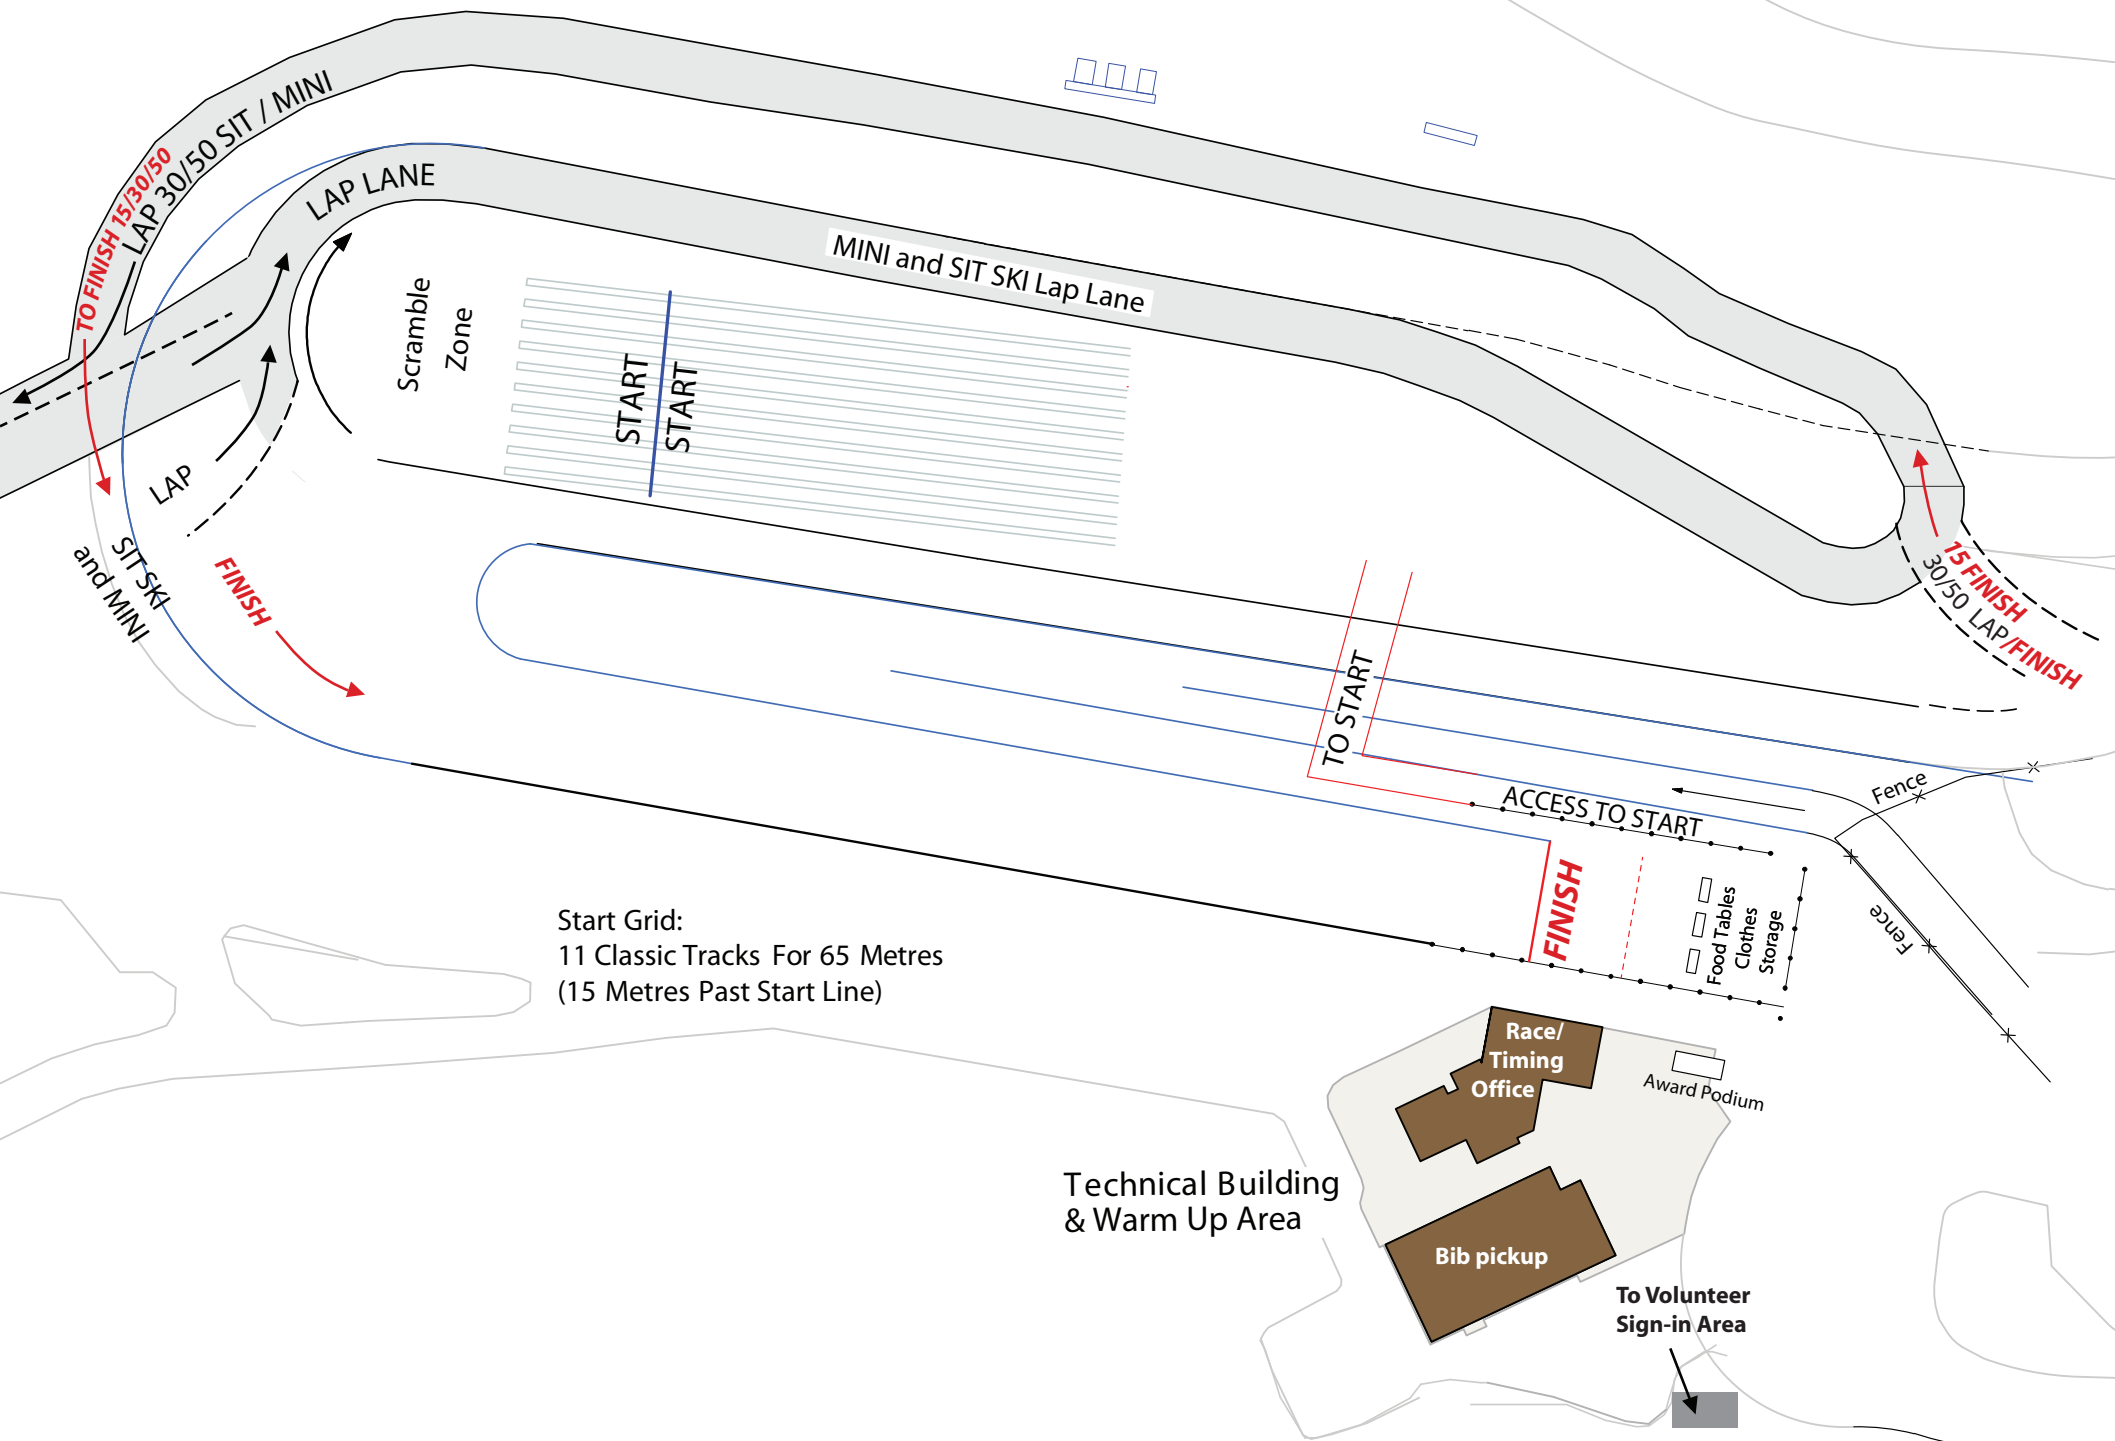 TO FINISH 15/30/50
LAP 30/50 SIT / MINI
LAP LANE
MINI and SIT SKI Lap Lane
Scramble
Zone
START
START
LAP
SIT SKI
and MINI
FINISH
15 FINISH
30/50 LAP/FINISH
TO START
ACCESS TO START
Fence
Fence
FINISH
Food Tables
Clothes
Storage
Start Grid:
11 Classic Tracks For 65 Metres
(15 Metres Past Start Line)
Race/
Timing
Office
Award Podium
Technical Building
& Warm Up Area
Bib pickup
To Volunteer
Sign-in Area